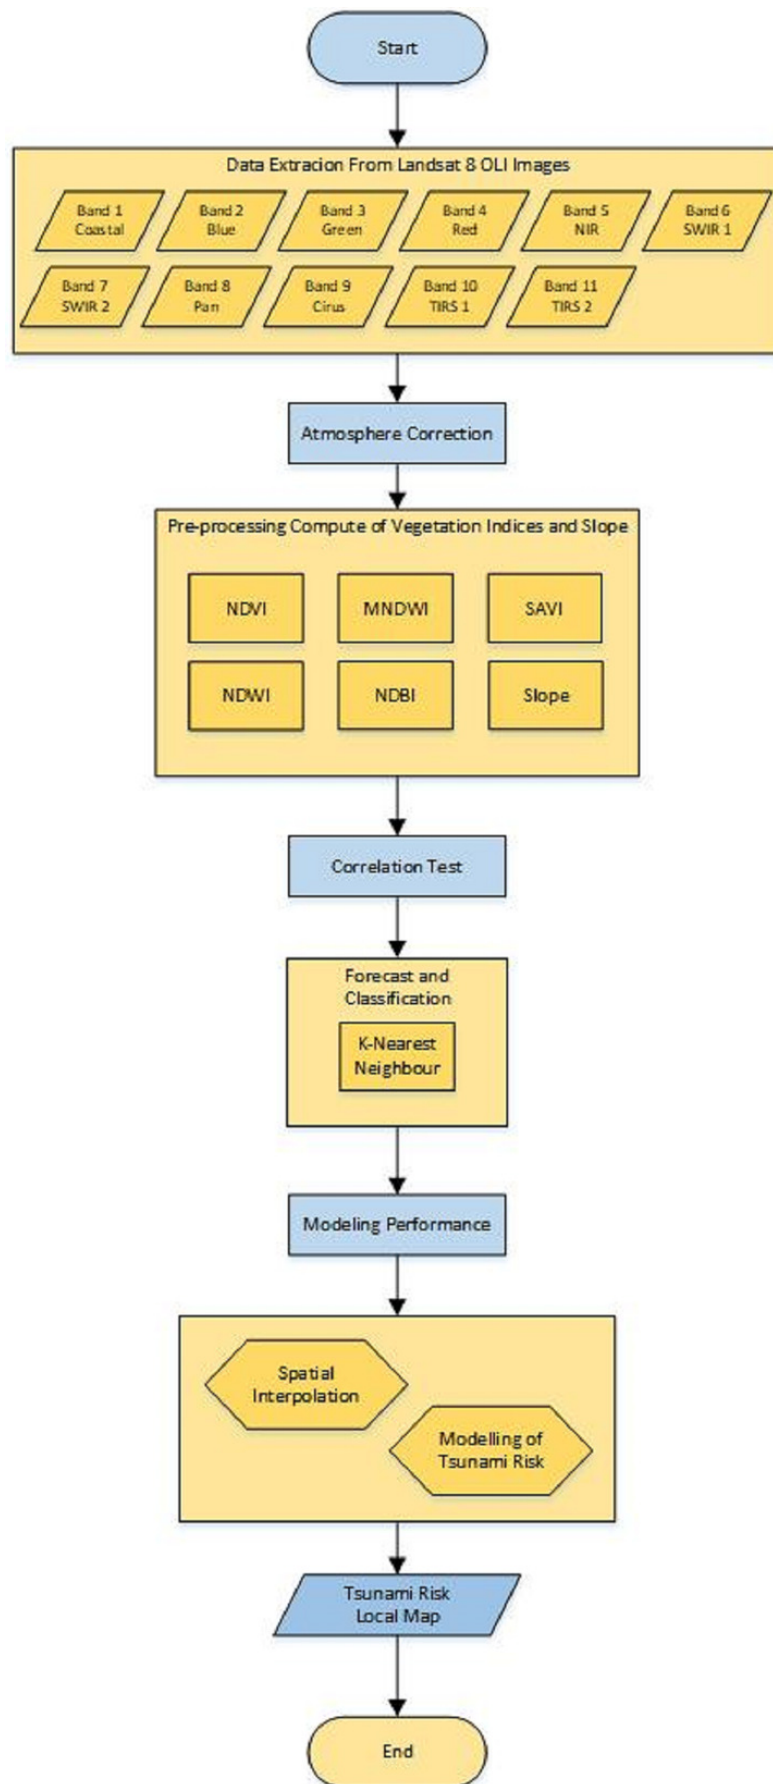 Start
Data Extracion From Landsat 8 OLI Images
Band 1
Coastal
Band 2
Blue
Band 3
Green
Band 4
Red
Band 5
NIR
Band 6
SWIR 1
Band 7
SWIR 2
Band 8
Pan
Band 9
Cirus
Band 10
TIRS 1
Band 11
TIRS 2
Atmosphere Correction
Pre-processing Compute of Vegetation Indices and Slope
NDVI
MNDWI
SAVI
NDWI
NDBI
Slope
Correlation Test
Forecast and
Classification
K-Nearest
Neighbour
Modeling Performance
Spatial
Interpolation
Modelling of
Tsunami Risk
Tsunami Risk
Local Map
End